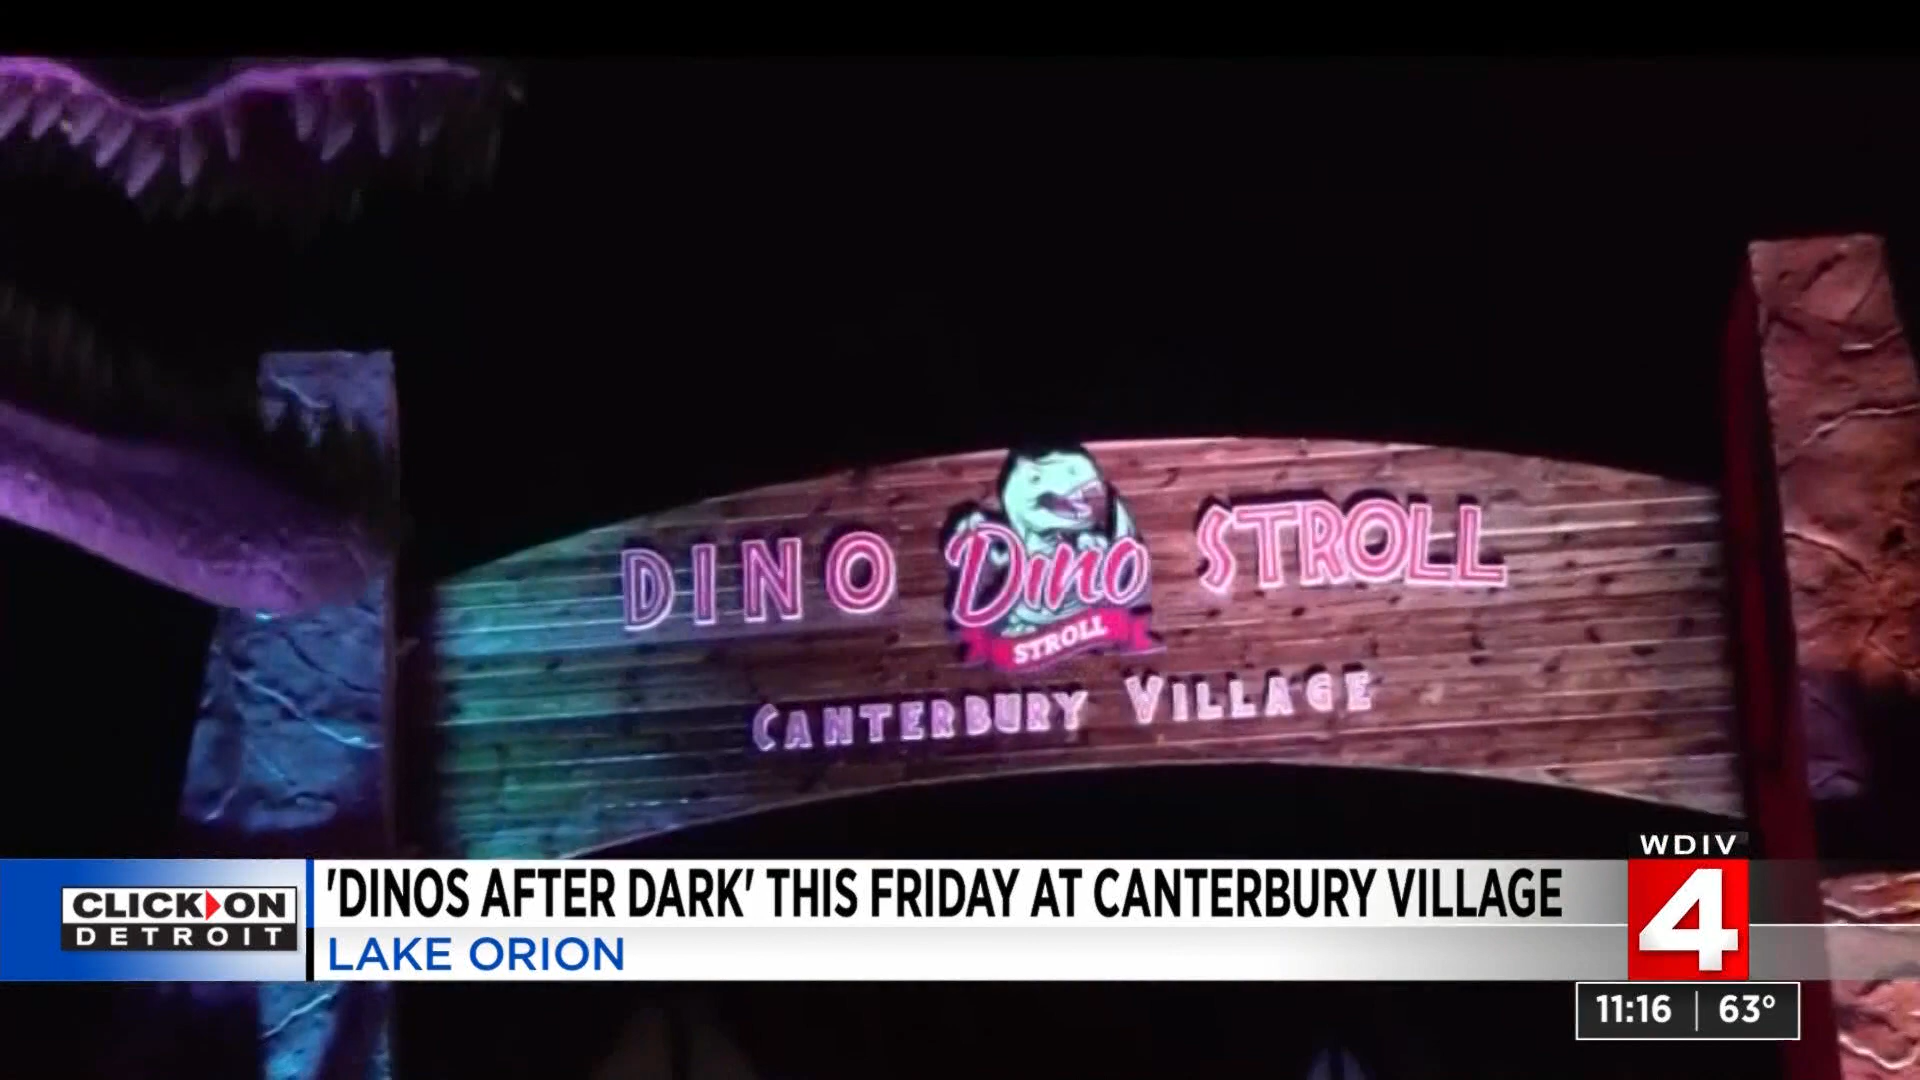 DINO Dino STROLL
STROLL
CANTERBURY VILLAGE
WDIV
'DINOS AFTER DARK' THIS FRIDAY AT CANTERBURY VILLAGE
CLICK ON
DETROIT
LAKE ORION
4
11:16 63°